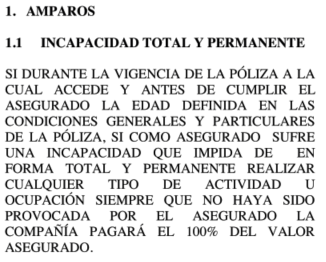 1. AMPAROS
1.1 INCAPACIDAD TOTAL Y PERMANENTE
SI DURANTE LA VIGENCIA DE LA PÓLIZA A LA
CUAL ACCEDE Y ANTES DE CUMPLIR EL
ASEGURADO LA EDAD DEFINIDA EN LAS
CONDICIONES GENERALES Y PARTICULARES
DE LA PÓLIZA, SI COMO ASEGURADO SUFRE
UNA INCAPACIDAD QUE IMPIDA DE EN
FORMA TOTAL Y PERMANENTE REALIZAR
CUALQUIER TIPO DE ACTIVIDAD U
OCUPACIÓN SIEMPRE QUE NO HAYA SIDO
PROVOCADA POR EL ASEGURADO LA
COMPAÑÍA PAGARÁ EL 100% DEL VALOR
ASEGURADO.